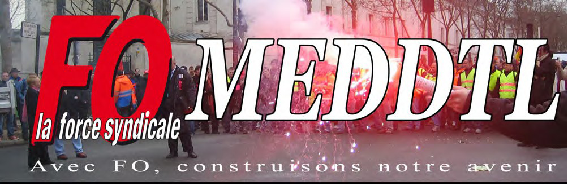 FO MEDDTL
la force syndicale
Avec FO, construisons notre avenir